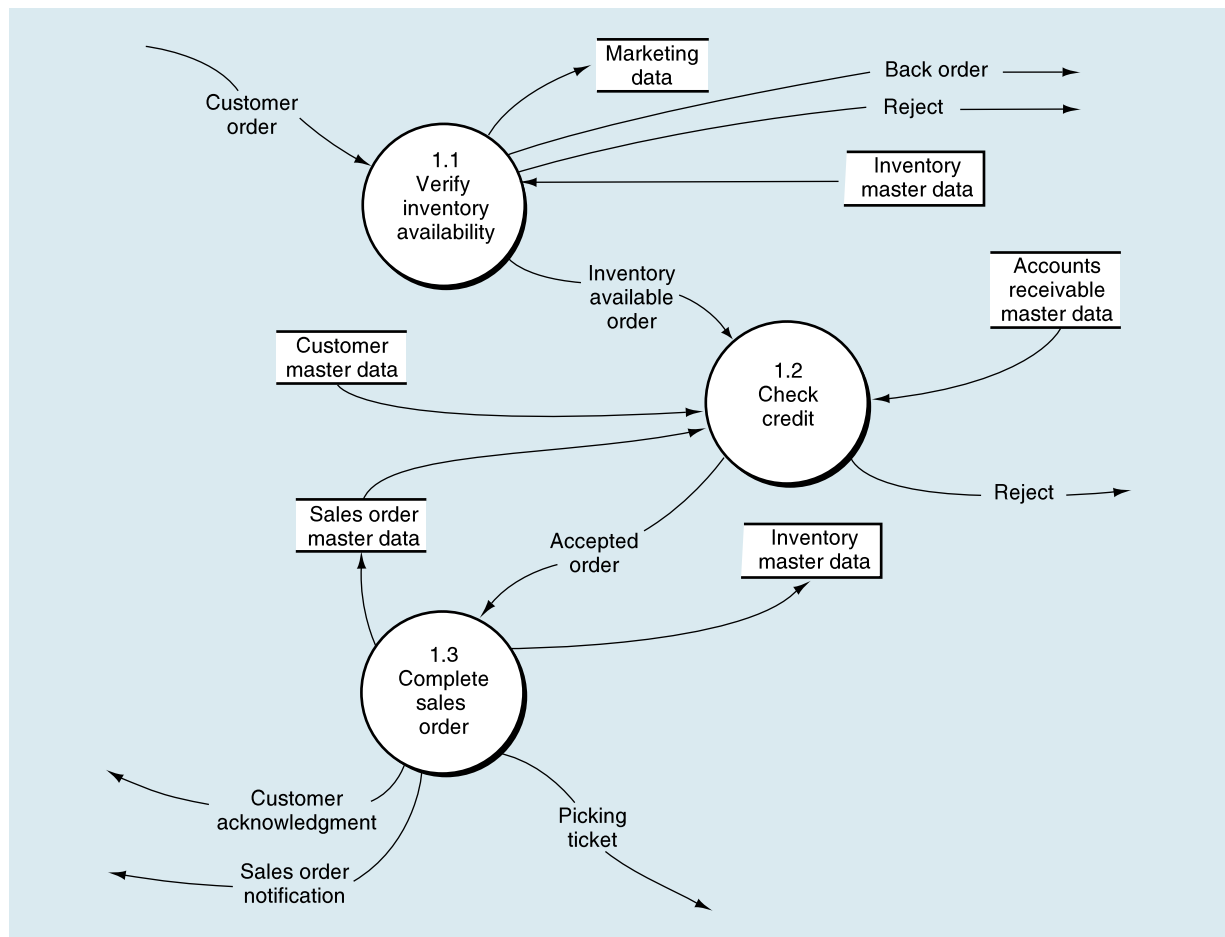 Marketing
data
Back order
Customer
order
Reject
1.1
Verify
inventory
availability
Inventory
master data
Inventory
available
order
Accounts
receivable
master data
Customer
master data
1.2
Check
credit
Reject
Sales order
master data
Accepted
order
Inventory
master data
1.3
Complete
sales
order
Customer
acknowledgment
Picking
ticket
Sales order
notification